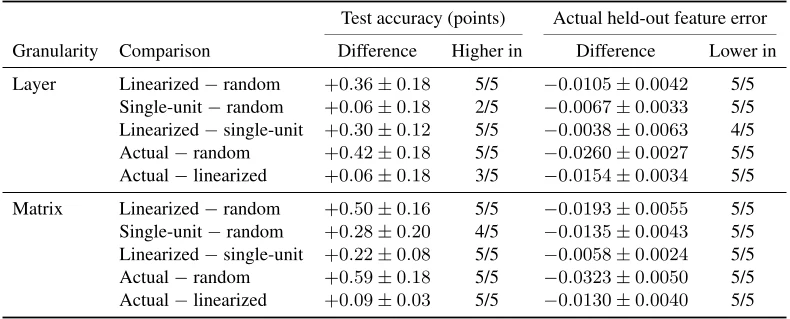 Test accuracy (points) Actual held-out feature error
Granularity Comparison Difference Higher in Difference Lower in
Layer Linearized − random +0.36 ± 0.18 5/5 −0.0105 ± 0.0042 5/5
Single-unit − random +0.06 ± 0.18 2/5 −0.0067 ± 0.0033 5/5
Linearized − single-unit +0.30 ± 0.12 5/5 −0.0038 ± 0.0063 4/5
Actual − random +0.42 ± 0.18 5/5 −0.0260 ± 0.0027 5/5
Actual − linearized +0.06 ± 0.18 3/5 −0.0154 ± 0.0034 5/5
Matrix Linearized − random +0.50 ± 0.16 5/5 −0.0193 ± 0.0055 5/5
Single-unit − random +0.28 ± 0.20 4/5 −0.0135 ± 0.0043 5/5
Linearized − single-unit +0.22 ± 0.08 5/5 −0.0058 ± 0.0024 5/5
Actual − random +0.59 ± 0.18 5/5 −0.0323 ± 0.0050 5/5
Actual − linearized +0.09 ± 0.03 5/5 −0.0130 ± 0.0040 5/5